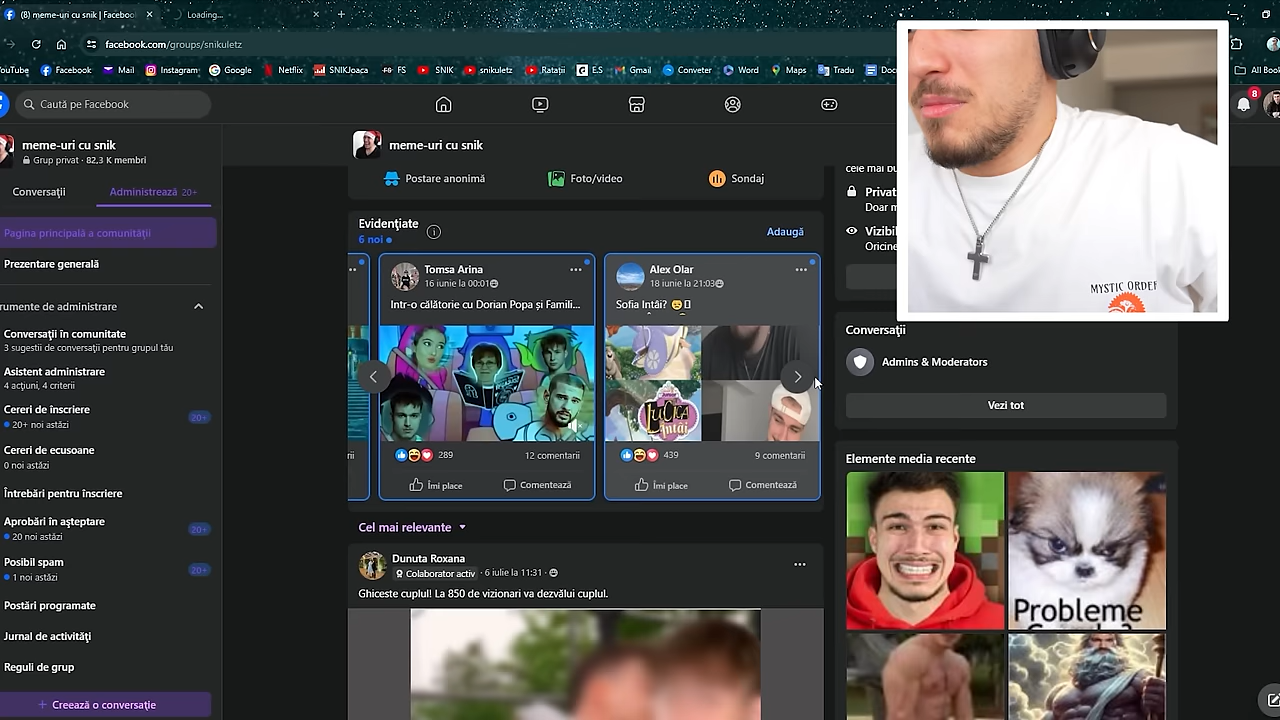 (8) meme-uri cu snik | Facebook
Loading...
facebook.com/groups/snikuletz
YouTube
Facebook
Mail
Instagram
Google
Netflix
SNIKJoaca
FS
SNIK
snikuletz
Ratații
E.S
Gmail
Conveter
Word
Maps
Tradu
All Book
Caută pe Facebook
8
meme-uri cu snik
Grup privat · 82,3 K membri
Conversații
Administrează 20+
Pagina principală a comunității
Prezentare generală
rumente de administrare
Conversații în comunitate
3 sugestii de conversații pentru grupul tău
Asistent administrare
4 acțiuni, 4 criterii
Cereri de înscriere
20+ noi astăzi
20+
Cereri de ecusoane
0 noi astăzi
Întrebări pentru înscriere
Aprobări în așteptare
20 noi astăzi
20+
Posibil spam
1 noi astăzi
20+
Postări programate
Jurnal de activități
Reguli de grup
+ Creează o conversație
meme-uri cu snik
Postare anonimă
Foto/video
Sondaj
Evidențiate
6 noi
Adaugă
Tomsa Arina
16 iunie la 00:01
Intr-o călătorie cu Dorian Popa și Famili...
289
12 comentarii
Îmi place
Comentează
Alex Olar
18 iunie la 21:03
Sofia Întâi? 😉
Junior
LUCKA
Întâi
439
9 comentarii
Îmi place
Comentează
Cel mai relevante
Dunuta Roxana
Colaborator activ · 6 iulie la 11:31 ·
Ghiceste cuplul! La 850 de vizionari va dezvălui cuplul.
cele mai bu
Privat
Doar m
Vizibil
Oricine
MYSTIC ORDER
Conversații
Admins & Moderators
Vezi tot
Elemente media recente
Probleme